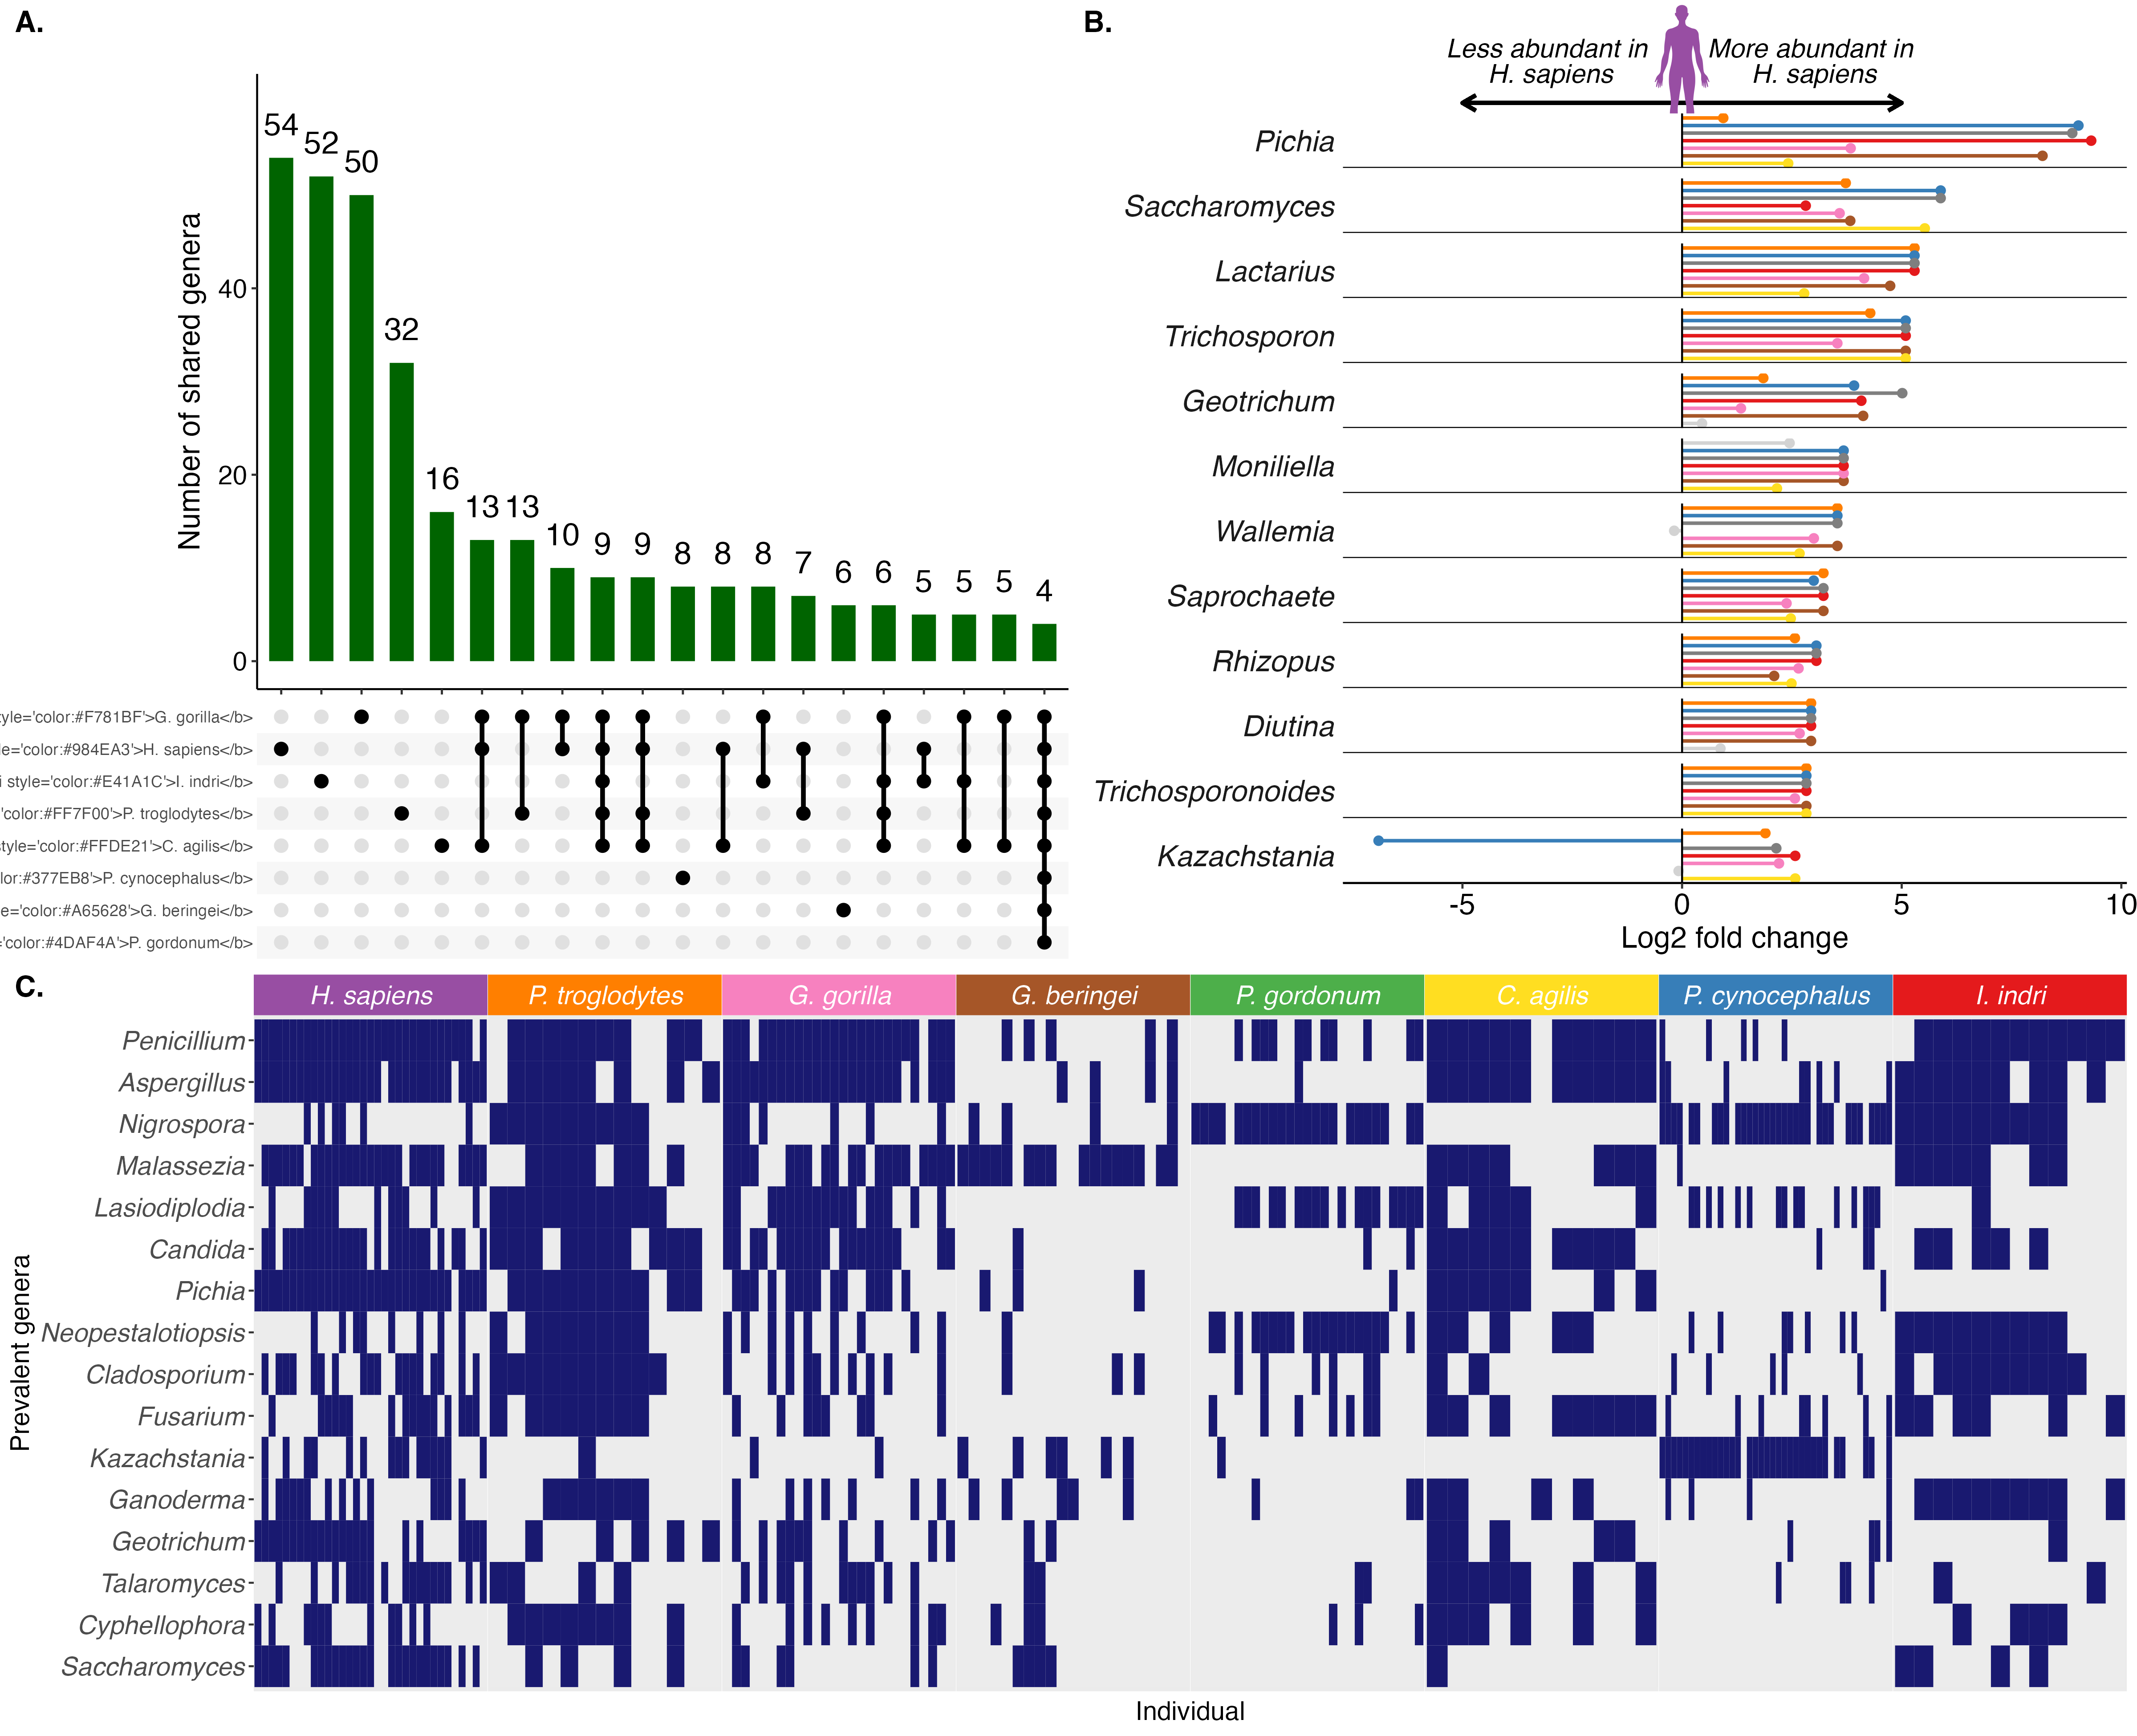 A.
54
52
50
32
16
13
13
10
9
9
8
8
8
7
6
6
5
5
5
4
Number of shared genera
40
20
0
tyle='color:#F781BF'>G. gorilla</b>
le='color:#984EA3'>H. sapiens</b>
i style='color:#E41A1C'>I. indri</b>
'color:#FF7F00'>P. troglodytes</b>
style='color:#FFDE21'>C. agilis</b>
lor:#377EB8'>P. cynocephalus</b>
e='color:#A65628'>G. beringei</b>
='color:#4DAF4A'>P. gordonum</b>
B.
Less abundant in
H. sapiens
More abundant in
H. sapiens
Pichia
Saccharomyces
Lactarius
Trichosporon
Geotrichum
Moniliella
Wallemia
Saprochaete
Rhizopus
Diutina
Trichosporonoides
Kazachstania
-5
0
5
10
Log2 fold change
C.
H. sapiens
P. troglodytes
G. gorilla
G. beringei
P. gordonum
C. agilis
P. cynocephalus
I. indri
Prevalent genera
Penicillium
Aspergillus
Nigrospora
Malassezia
Lasiodiplodia
Candida
Pichia
Neopestalotiopsis
Cladosporium
Fusarium
Kazachstania
Ganoderma
Geotrichum
Talaromyces
Cyphellophora
Saccharomyces
Individual